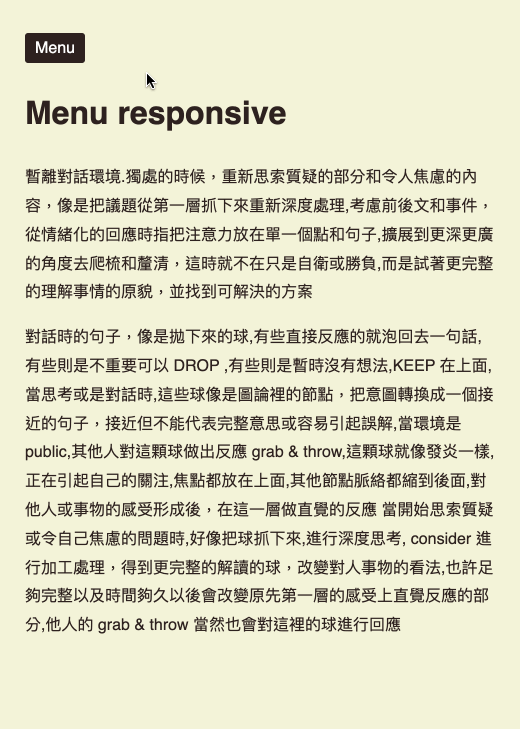 Menu
Menu responsive
暫離對話環境.獨處的時候，重新思索質疑的部分和令人焦慮的內
容，像是把議題從第一層抓下來重新深度處理,考慮前後文和事件，
從情緒化的回應時指把注意力放在單一個點和句子,擴展到更深更廣
的角度去爬梳和釐清，這時就不在只是自衛或勝負,而是試著更完整
的理解事情的原貌，並找到可解決的方案
對話時的句子，像是拋下來的球,有些直接反應的就泡回去一句話,
有些則是不重要可以 DROP ,有些則是暫時沒有想法,KEEP 在上面,
當思考或是對話時,這些球像是圖論裡的節點，把意圖轉換成一個接
近的句子，接近但不能代表完整意思或容易引起誤解,當環境是
public,其他人對這顆球做出反應 grab & throw,這顆球就像發炎一樣,
正在引起自己的關注,焦點都放在上面,其他節點脈絡都縮到後面,對
他人或事物的感受形成後，在這一層做直覺的反應 當開始思索質疑
或令自己焦慮的問題時,好像把球抓下來,進行深度思考, consider 進
行加工處理，得到更完整的解讀的球，改變對人事物的看法,也許足
夠完整以及時間夠久以後會改變原先第一層的感受上直覺反應的部
分,他人的 grab & throw 當然也會對這裡的球進行回應